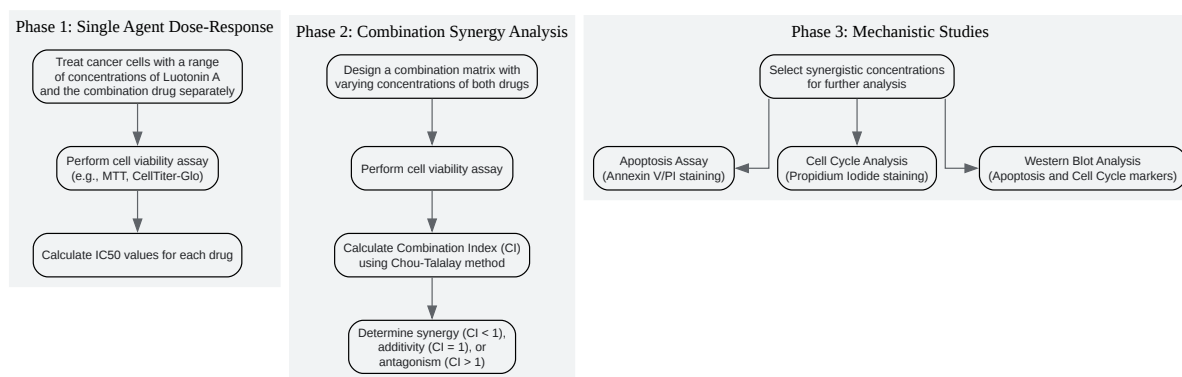 Phase 1: Single Agent Dose-Response
Treat cancer cells with a range
of concentrations of Luotonin A
and the combination drug separately
Perform cell viability assay
(e.g., MTT, CellTiter-Glo)
Calculate IC50 values for each drug
Phase 2: Combination Synergy Analysis
Design a combination matrix with
varying concentrations of both drugs
Perform cell viability assay
Calculate Combination Index (CI)
using Chou-Talalay method
Determine synergy (CI < 1),
additivity (CI = 1), or
antagonism (CI > 1)
Phase 3: Mechanistic Studies
Select synergistic concentrations
for further analysis
Apoptosis Assay
(Annexin V/PI staining)
Cell Cycle Analysis
(Propidium Iodide staining)
Western Blot Analysis
(Apoptosis and Cell Cycle markers)